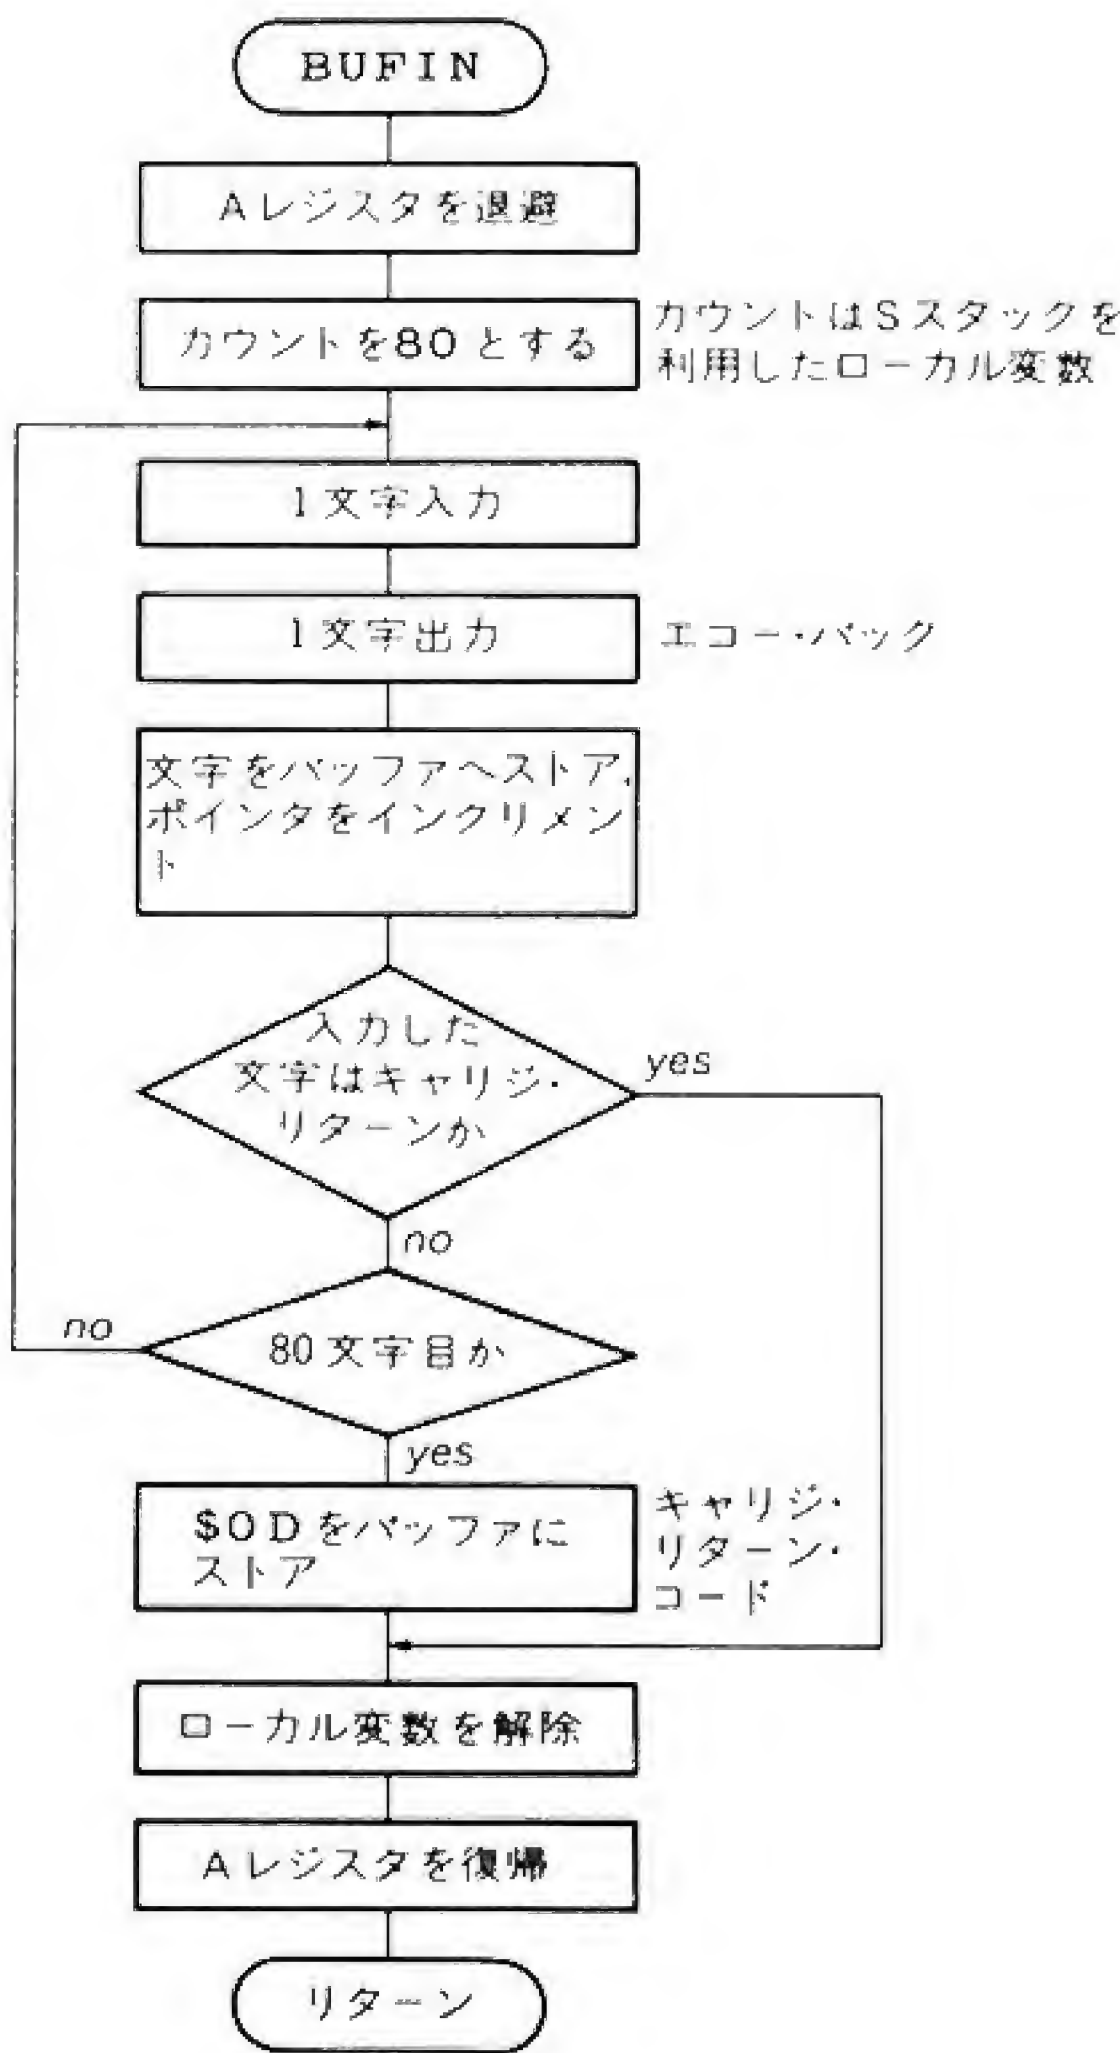 BUFIN
Aレジスタを退避
カウントを80とする
カウントはSスタックを
利用したローカル変数
1文字入力
1文字出力
エコー・バック
文字をバッファへストア,
ポインタをインクリメン
ト
入力した
文字はキャリジ・
リターンか
yes
no
80文字目か
no
yes
$0Dをバッファに
ストア
キャリジ・
リターン・
コード
ローカル変数を解除
Aレジスタを復帰
リターン